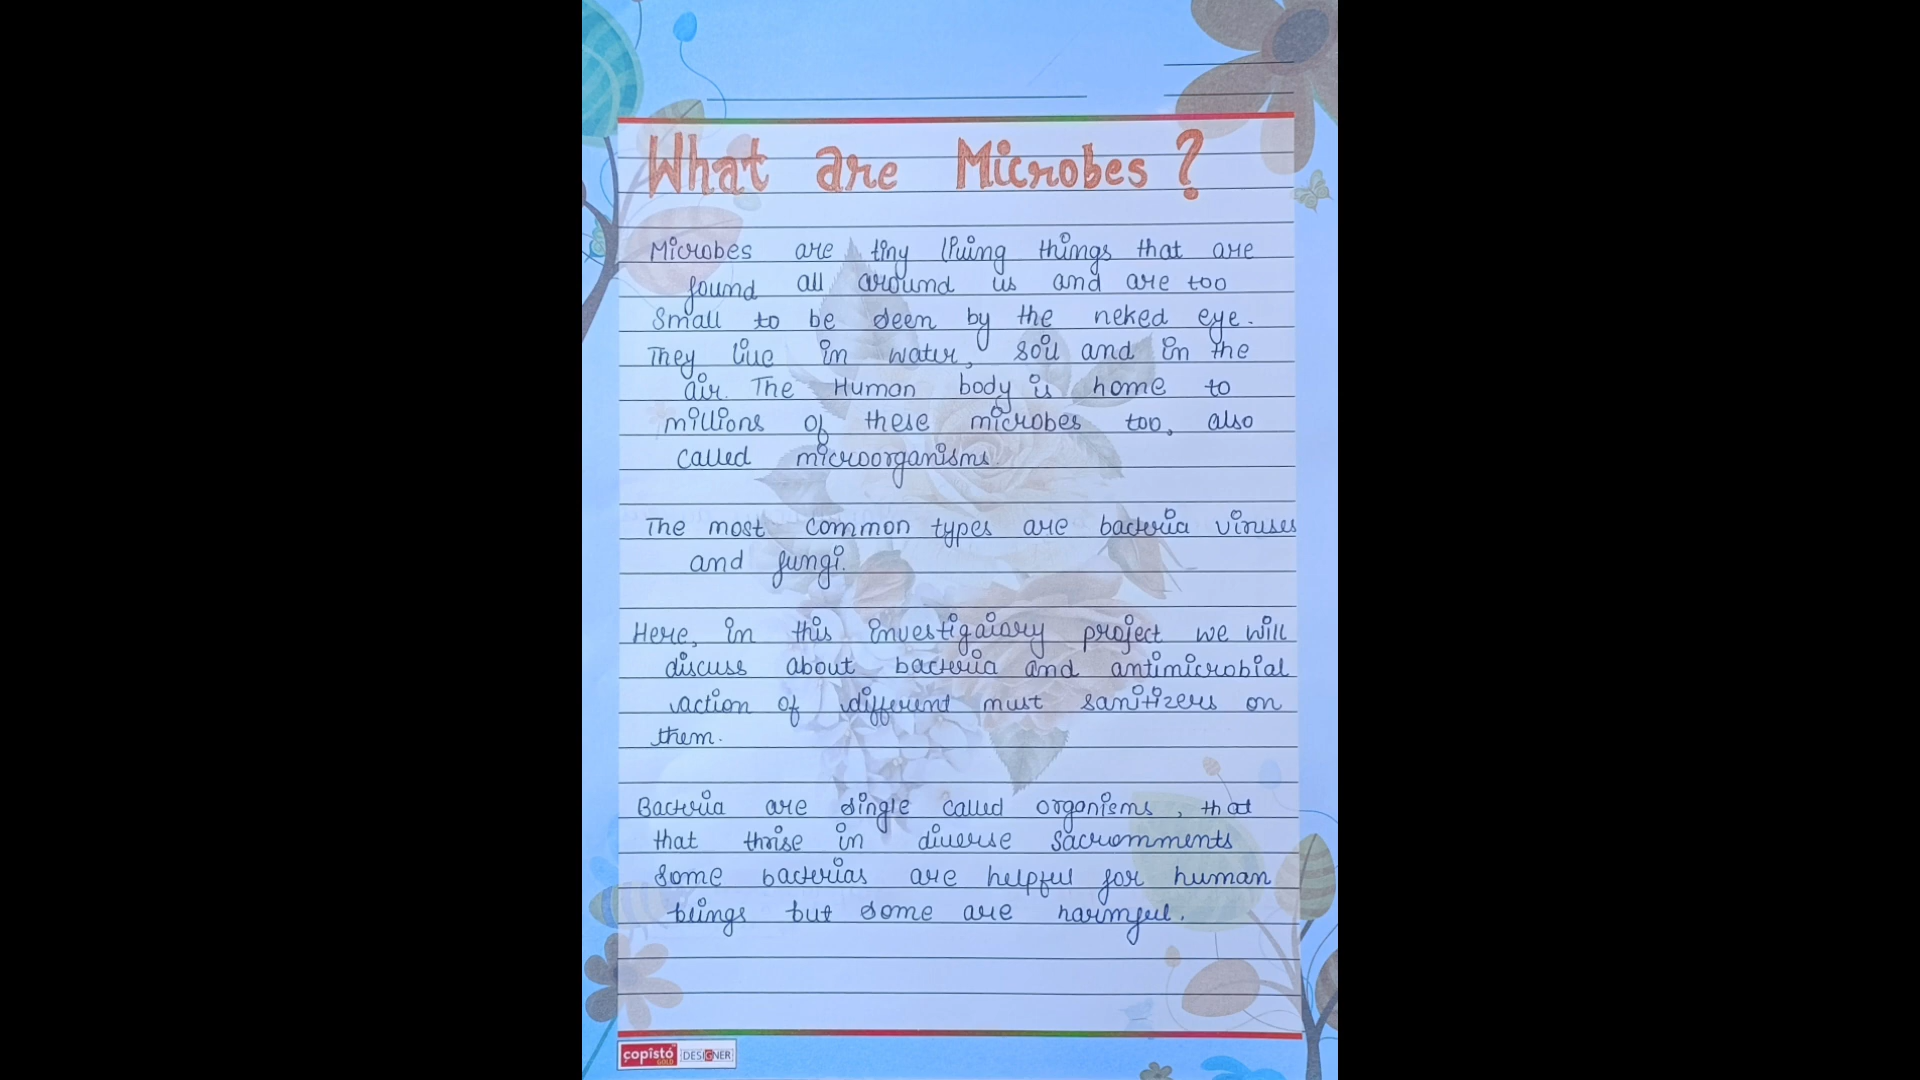 What are Microbes ?
Microbes are tiny living things that are
found all around us and are too
Small to be seen by the neked eye.
They live in water, soil and in the
air. The Human body is home to
millions of these microbes too, also
called microorganisms.
The most common types are bacteria viruses
and fungi.
Here, in this investigaiory project we will
discuss about bacteria and antimicrobial
action of different must sanitizers on
them.
Bacteria are single called organisms, that
that thrise in diverse
Some bacterias are helpful for human
beings but some are harmful.
çopisto GOLD DESIGNER